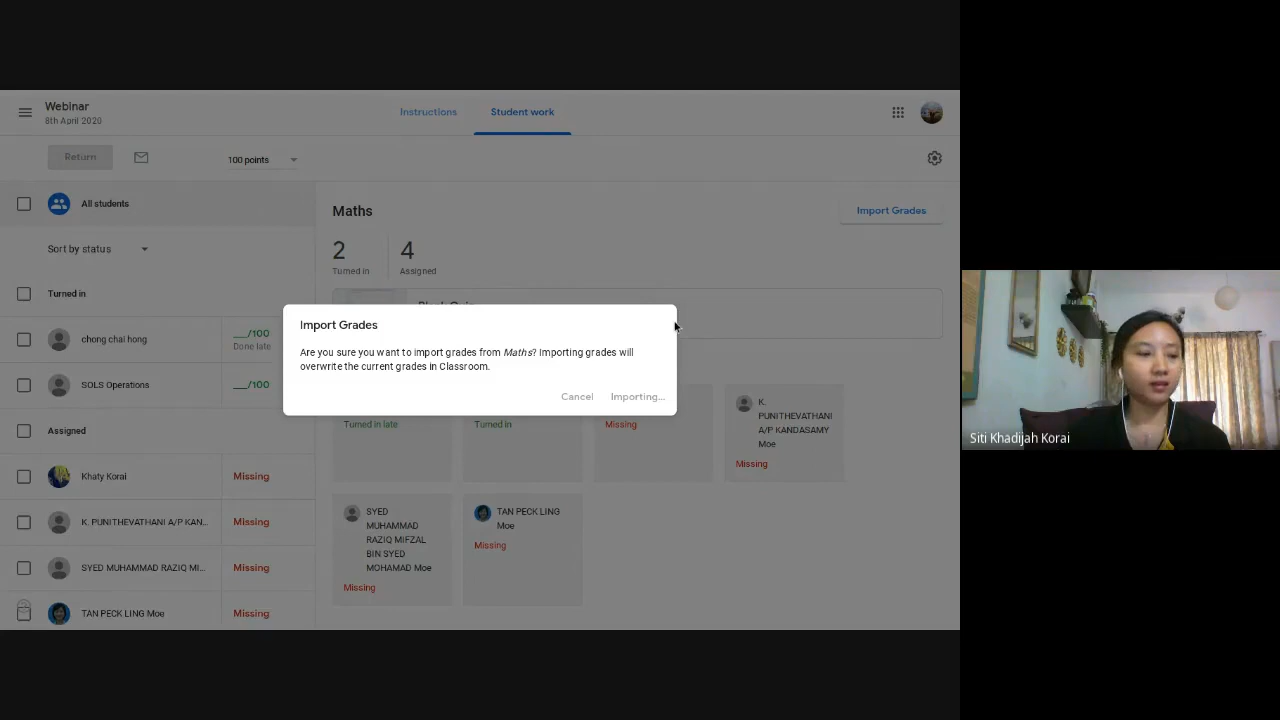 Webinar
8th April 2020
Instructions
Student work
Return
100 points
All students
Sort by status
Turned in
chong chai hong
___/100
Done late
SOLS Operations
___/100
Assigned
Khaty Korai
Missing
K. PUNITHEVATHANI A/P KAN...
Missing
SYED MUHAMMAD RAZIQ MI...
Missing
TAN PECK LING Moe
Missing
Maths
Import Grades
2
Turned in
4
Assigned
Import Grades
Are you sure you want to import grades from Maths? Importing grades will
overwrite the current grades in Classroom.
Cancel
Importing...
Turned in late
Turned in
Missing
K.
PUNITHEVATHANI
A/P KANDASAMY
Moe
Missing
SYED
MUHAMMAD
RAZIQ MIFZAL
BIN SYED
MOHAMAD Moe
Missing
TAN PECK LING
Moe
Missing
Siti Khadijah Korai